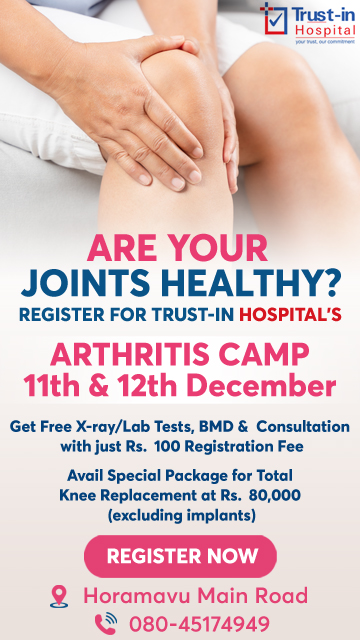 Trust-in
Hospital
your trust, our commitment
ARE YOUR
JOINTS HEALTHY?
REGISTER FOR TRUST-IN HOSPITAL'S
ARTHRITIS CAMP
11th & 12th December
Get Free X-ray/Lab Tests, BMD & Consultation
with just Rs. 100 Registration Fee
Avail Special Package for Total
Knee Replacement at Rs. 80,000
(excluding implants)
REGISTER NOW
Horamavu Main Road
080-45174949